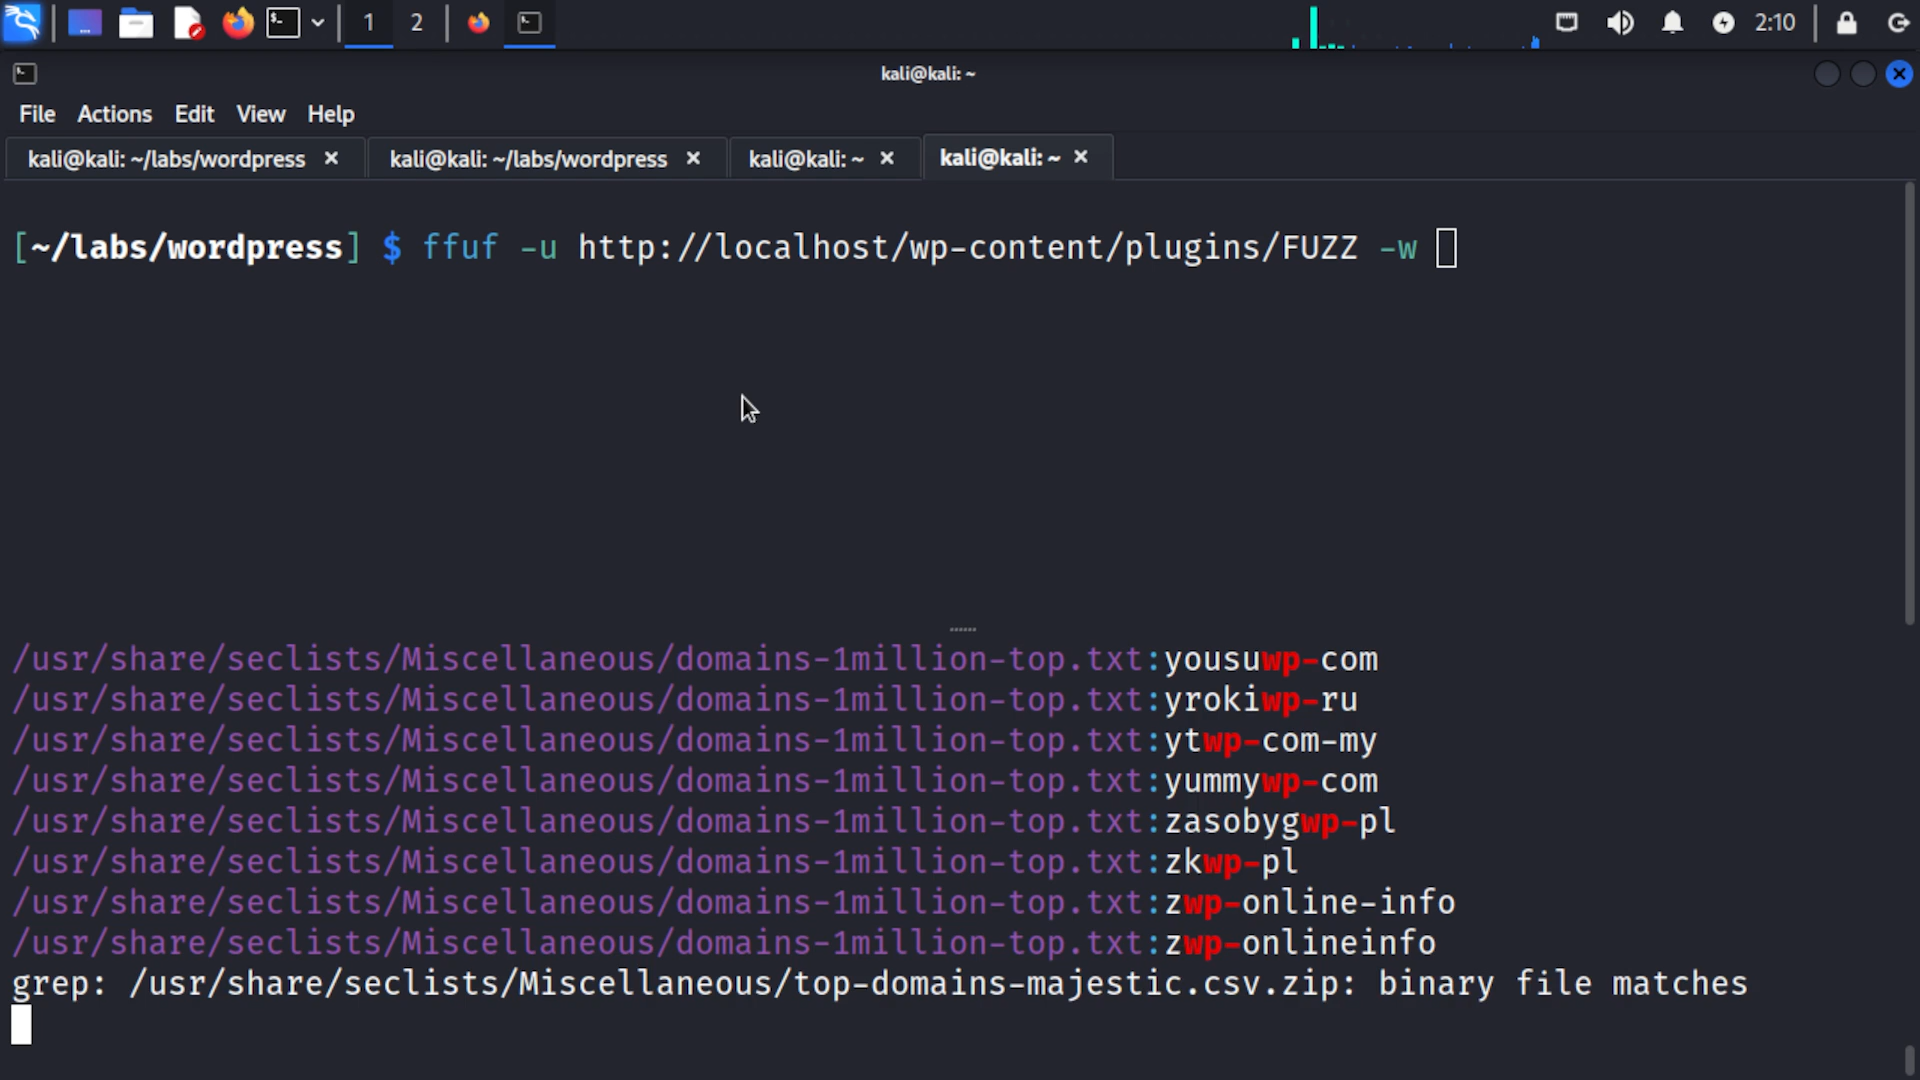 1 2 2:10
kali@kali: ~
File Actions Edit View Help
kali@kali: ~/labs/wordpress × kali@kali: ~/labs/wordpress × kali@kali: ~ × kali@kali: ~ ×
[~/labs/wordpress] $ ffuf -u http://localhost/wp-content/plugins/FUZZ -w
/usr/share/seclists/Miscellaneous/domains-1million-top.txt:yousuwp-com
/usr/share/seclists/Miscellaneous/domains-1million-top.txt:yrokiwp-ru
/usr/share/seclists/Miscellaneous/domains-1million-top.txt:ytwp-com-my
/usr/share/seclists/Miscellaneous/domains-1million-top.txt:yummywp-com
/usr/share/seclists/Miscellaneous/domains-1million-top.txt:zasobygwp-pl
/usr/share/seclists/Miscellaneous/domains-1million-top.txt:zkwp-pl
/usr/share/seclists/Miscellaneous/domains-1million-top.txt:zwp-online-info
/usr/share/seclists/Miscellaneous/domains-1million-top.txt:zwp-onlineinfo
grep: /usr/share/seclists/Miscellaneous/top-domains-majestic.csv.zip: binary file matches